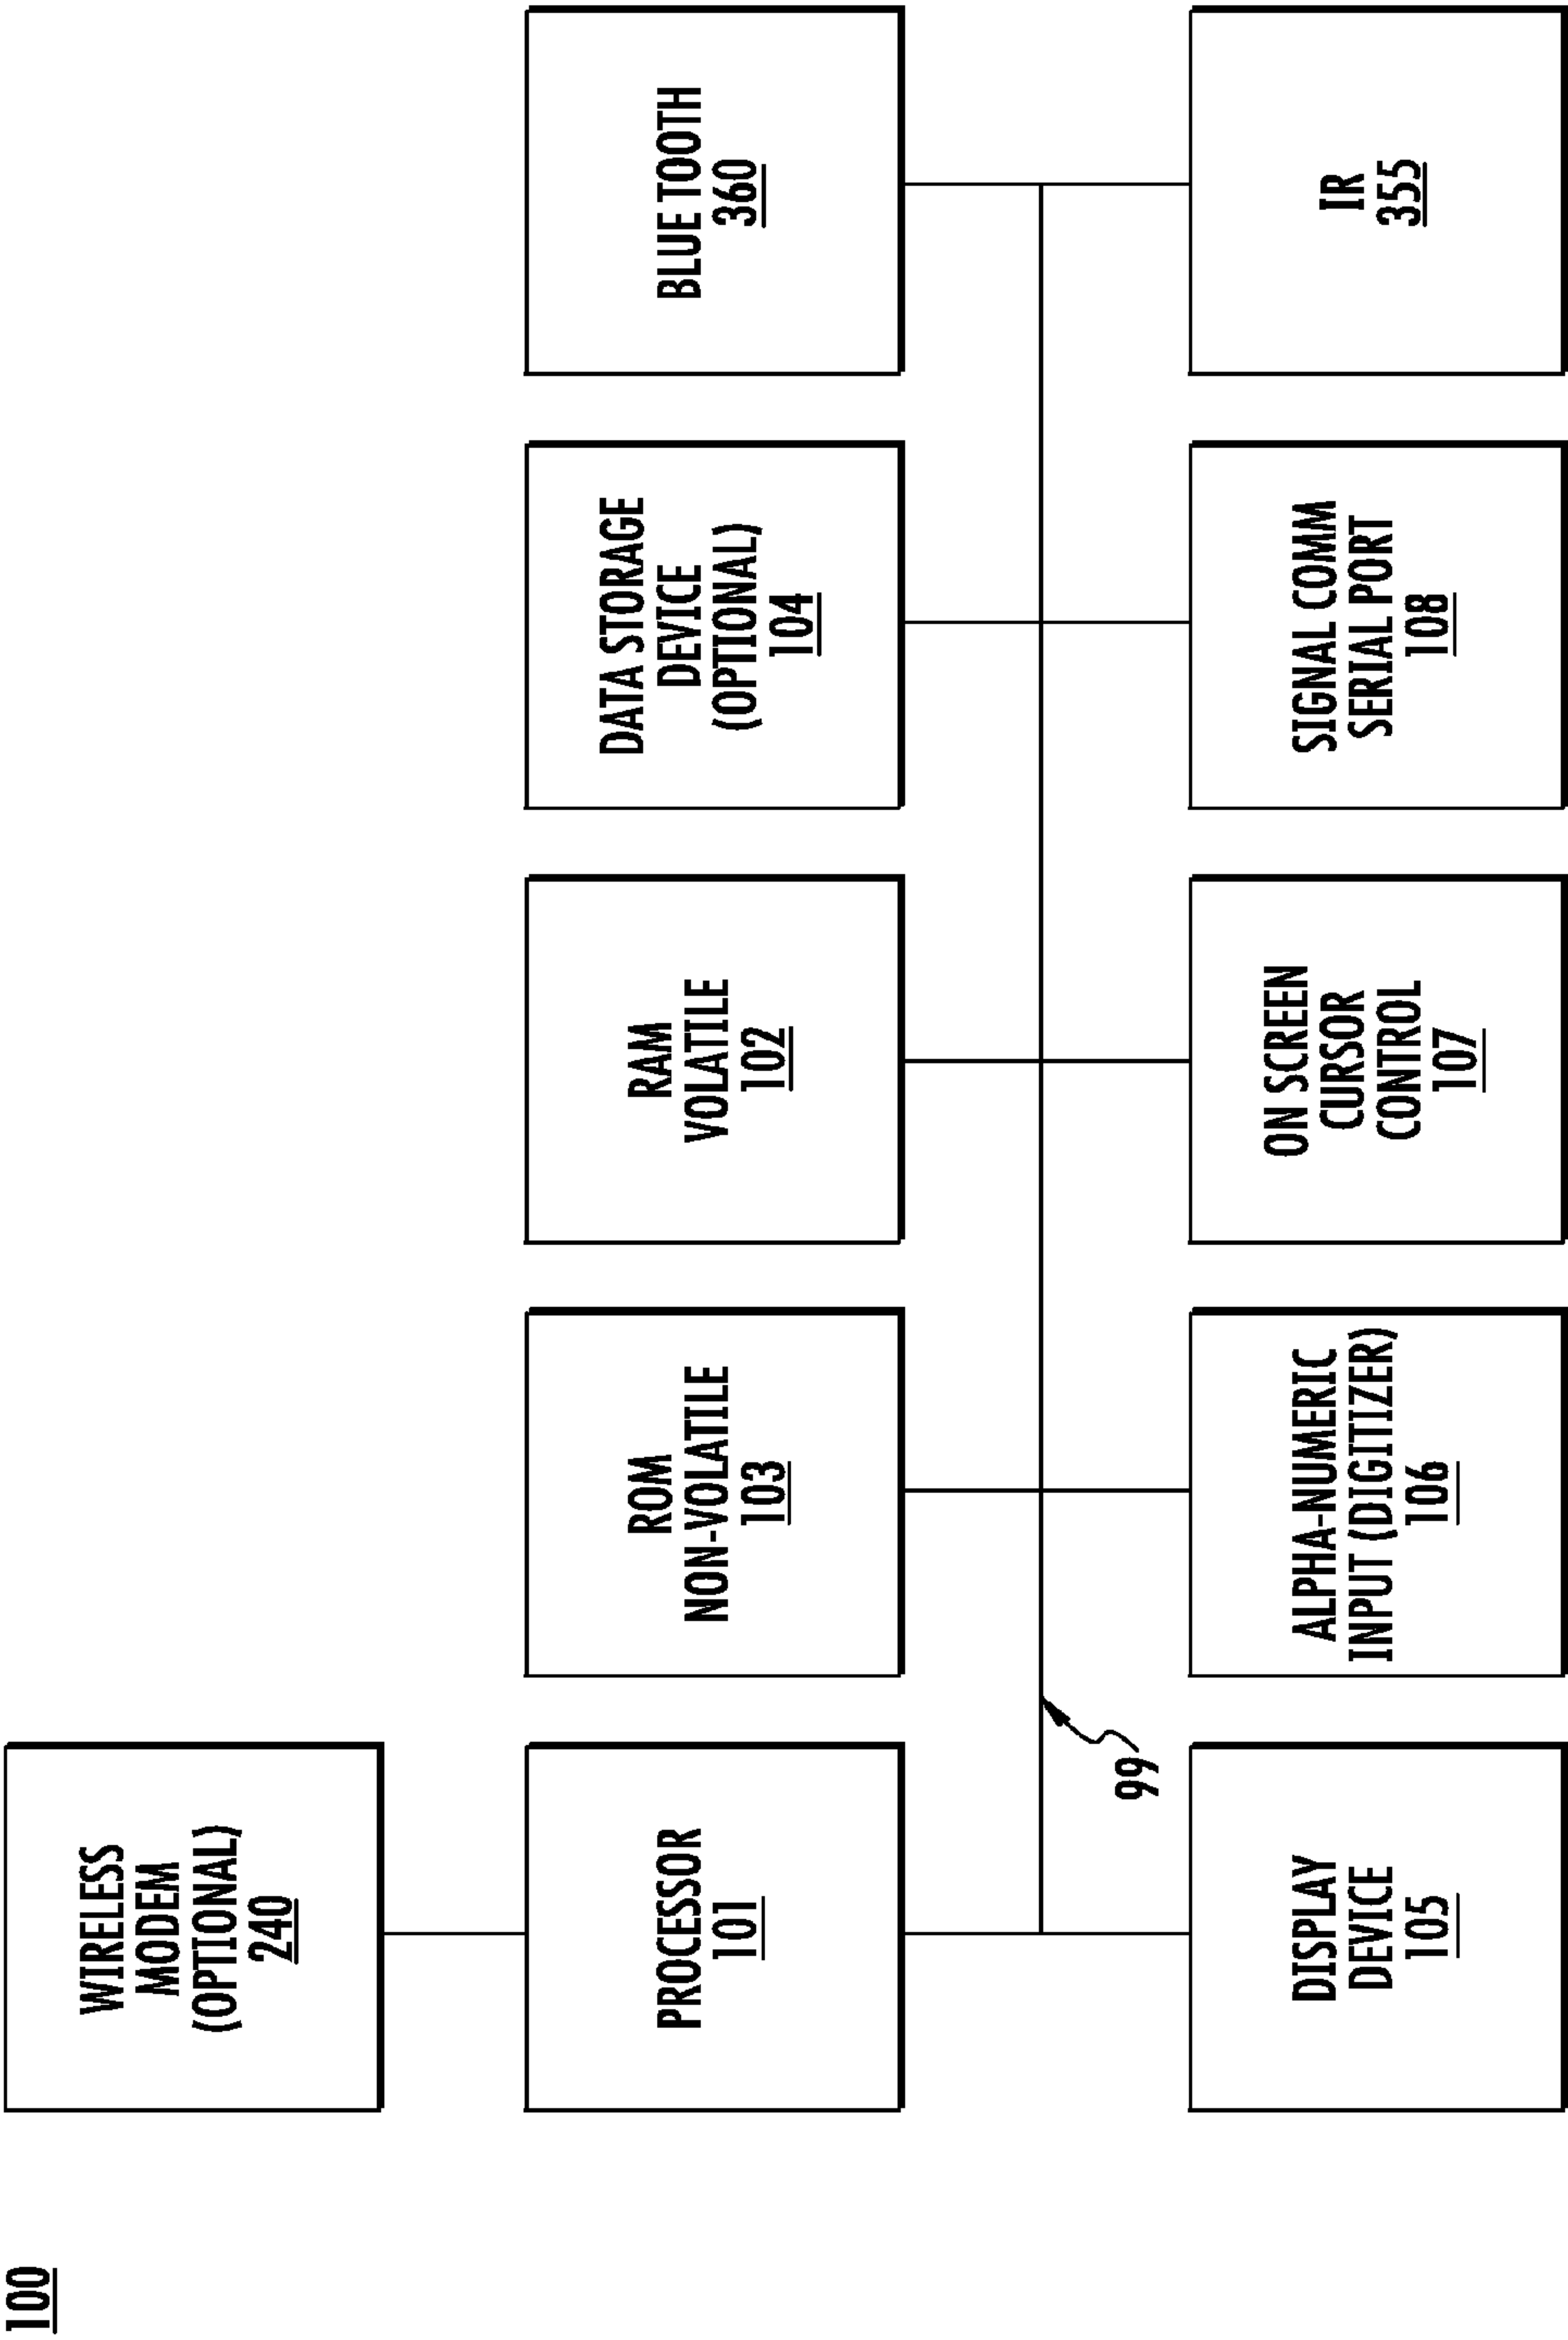 100
WIRELESS
MODEM
(OPTIONAL)
240
PROCESSOR
101
ROM
NON-VOLATILE
103
RAM
VOLATILE
102
DATA STORAGE
DEVICE
(OPTIONAL)
104
BLUE TOOTH
360
99
DISPLAY
DEVICE
105
ALPHA-NUMERIC
INPUT (DIGITIZER)
106
ON SCREEN
CURSOR
CONTROL
107
SIGNAL COMM
SERIAL PORT
108
IR
355